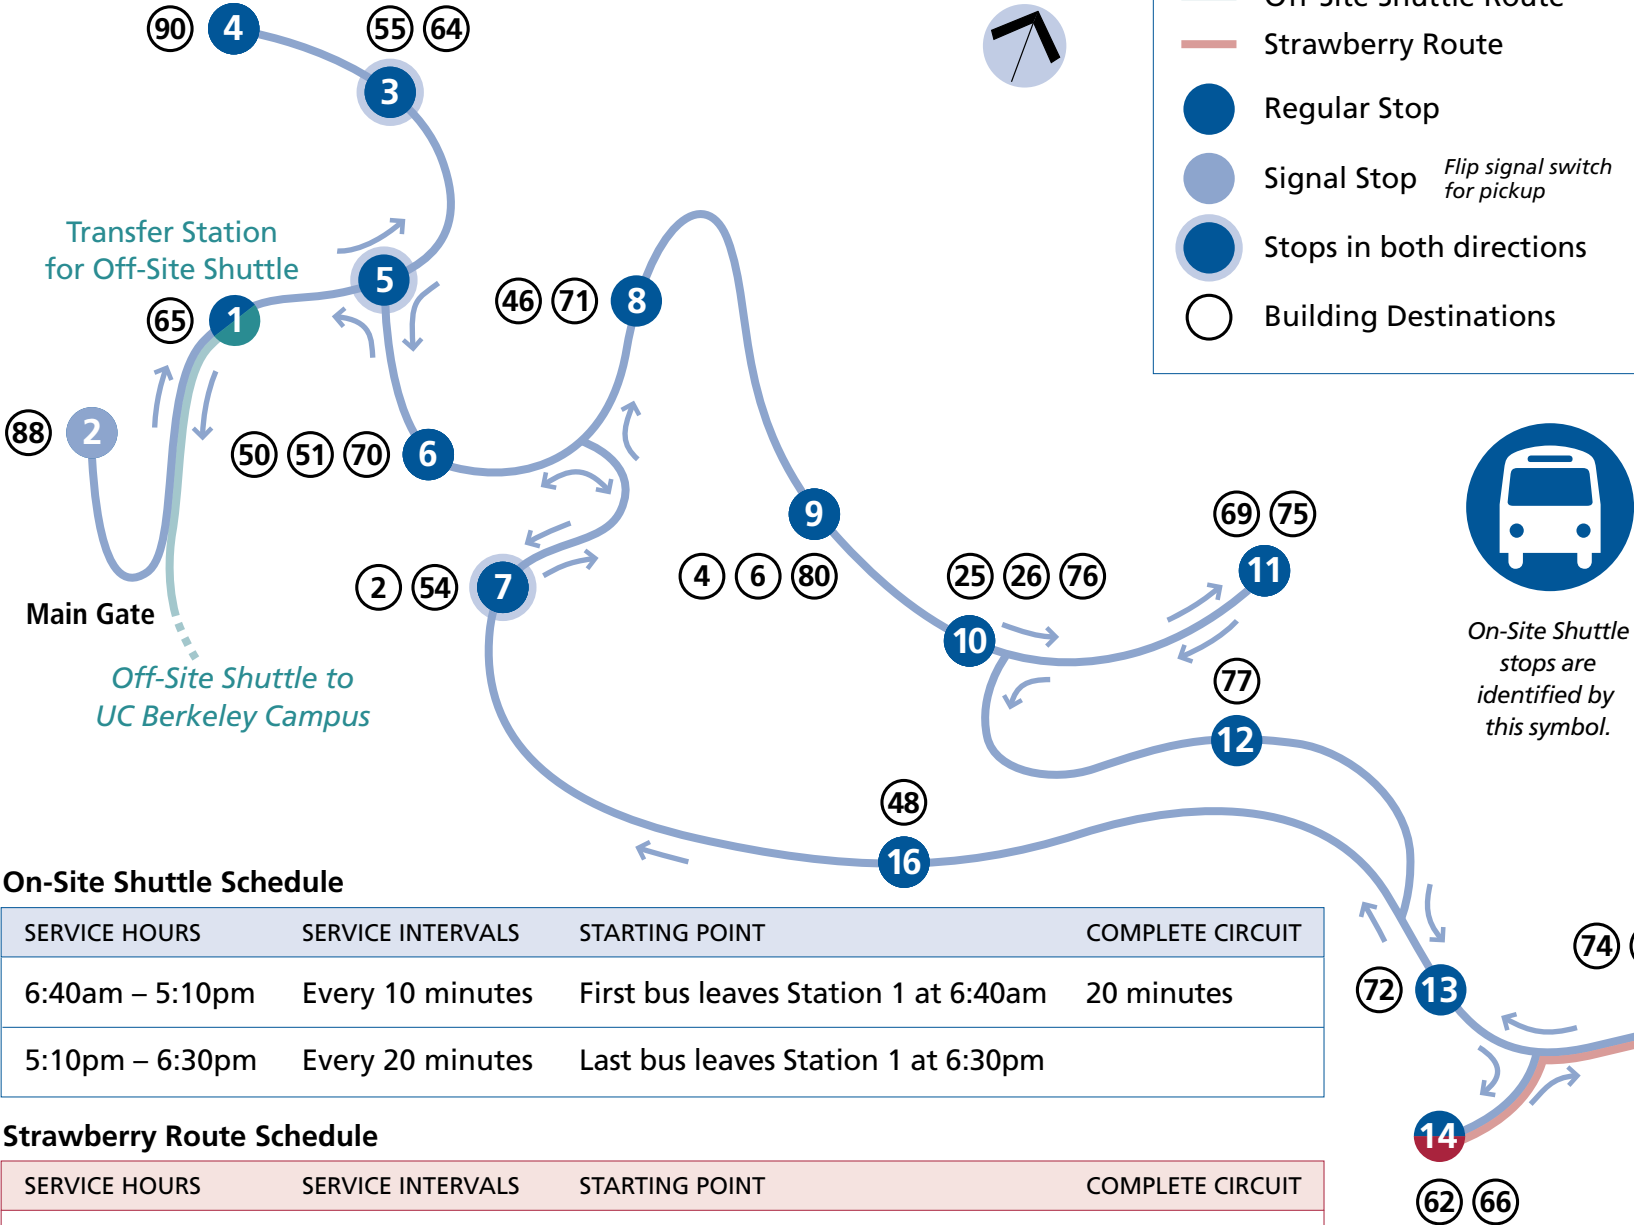 90
4
55
64
3
Strawberry Route
Regular Stop
Signal Stop
Flip signal switch
for pickup
Stops in both directions
Building Destinations
Transfer Station
for Off-Site Shuttle
65
1
5
46
71
8
88
2
50
51
70
6
2
54
7
9
4
6
80
25
26
76
10
69
75
11
77
12
Main Gate
Off-Site Shuttle to
UC Berkeley Campus
On-Site Shuttle
stops are
identified by
this symbol.
48
16
74
72
13
14
62
66
On-Site Shuttle Schedule
SERVICE HOURS SERVICE INTERVALS STARTING POINT COMPLETE CIRCUIT
6:40am – 5:10pm Every 10 minutes First bus leaves Station 1 at 6:40am 20 minutes
5:10pm – 6:30pm Every 20 minutes Last bus leaves Station 1 at 6:30pm
Strawberry Route Schedule
SERVICE HOURS SERVICE INTERVALS STARTING POINT COMPLETE CIRCUIT